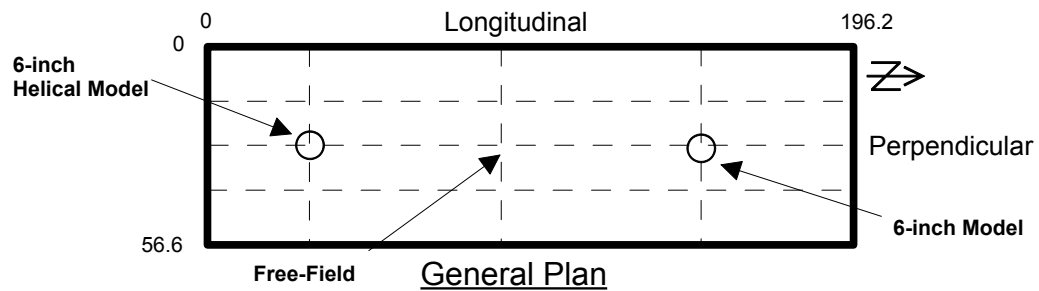 0
Longitudinal
196.2
0
6-inch
Helical Model
Z
Perpendicular
6-inch Model
56.6
Free-Field
General Plan